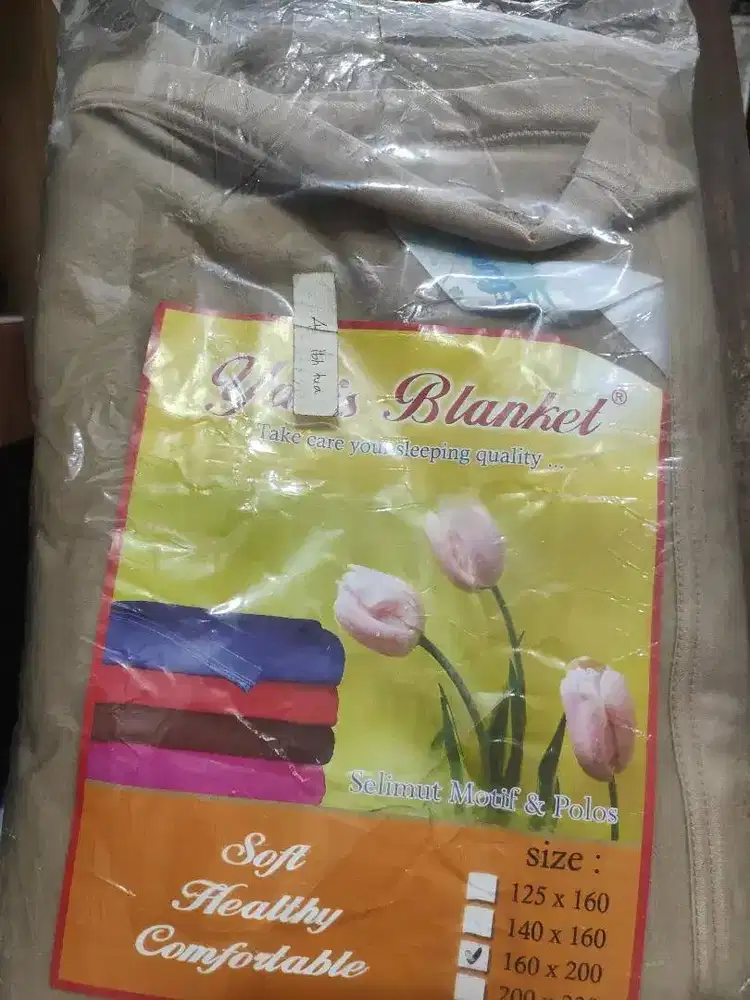 Blanket®
Take care your sleeping quality ...
A
Selimut Motif & Polos
Soft
Healthy
Comfortable
size :
125 x 160
140 x 160
160 x 200